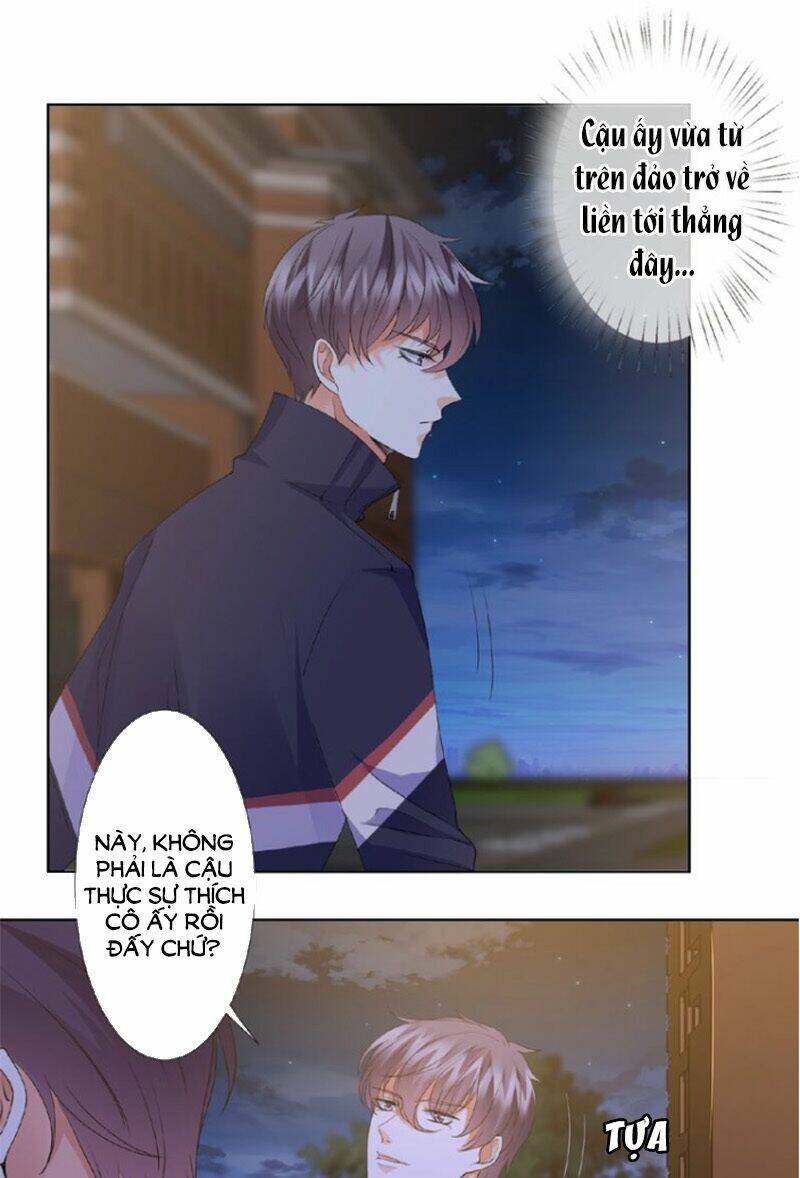 Cậu ấy vừa từ
trên đảo trở về
liền tới thẳng
đây...
NÀY, KHÔNG
PHẢI LÀ CẬU
THỰC SỰ THÍCH
CÔ ẤY RỒI
ĐẤY CHỨ?
TỰA